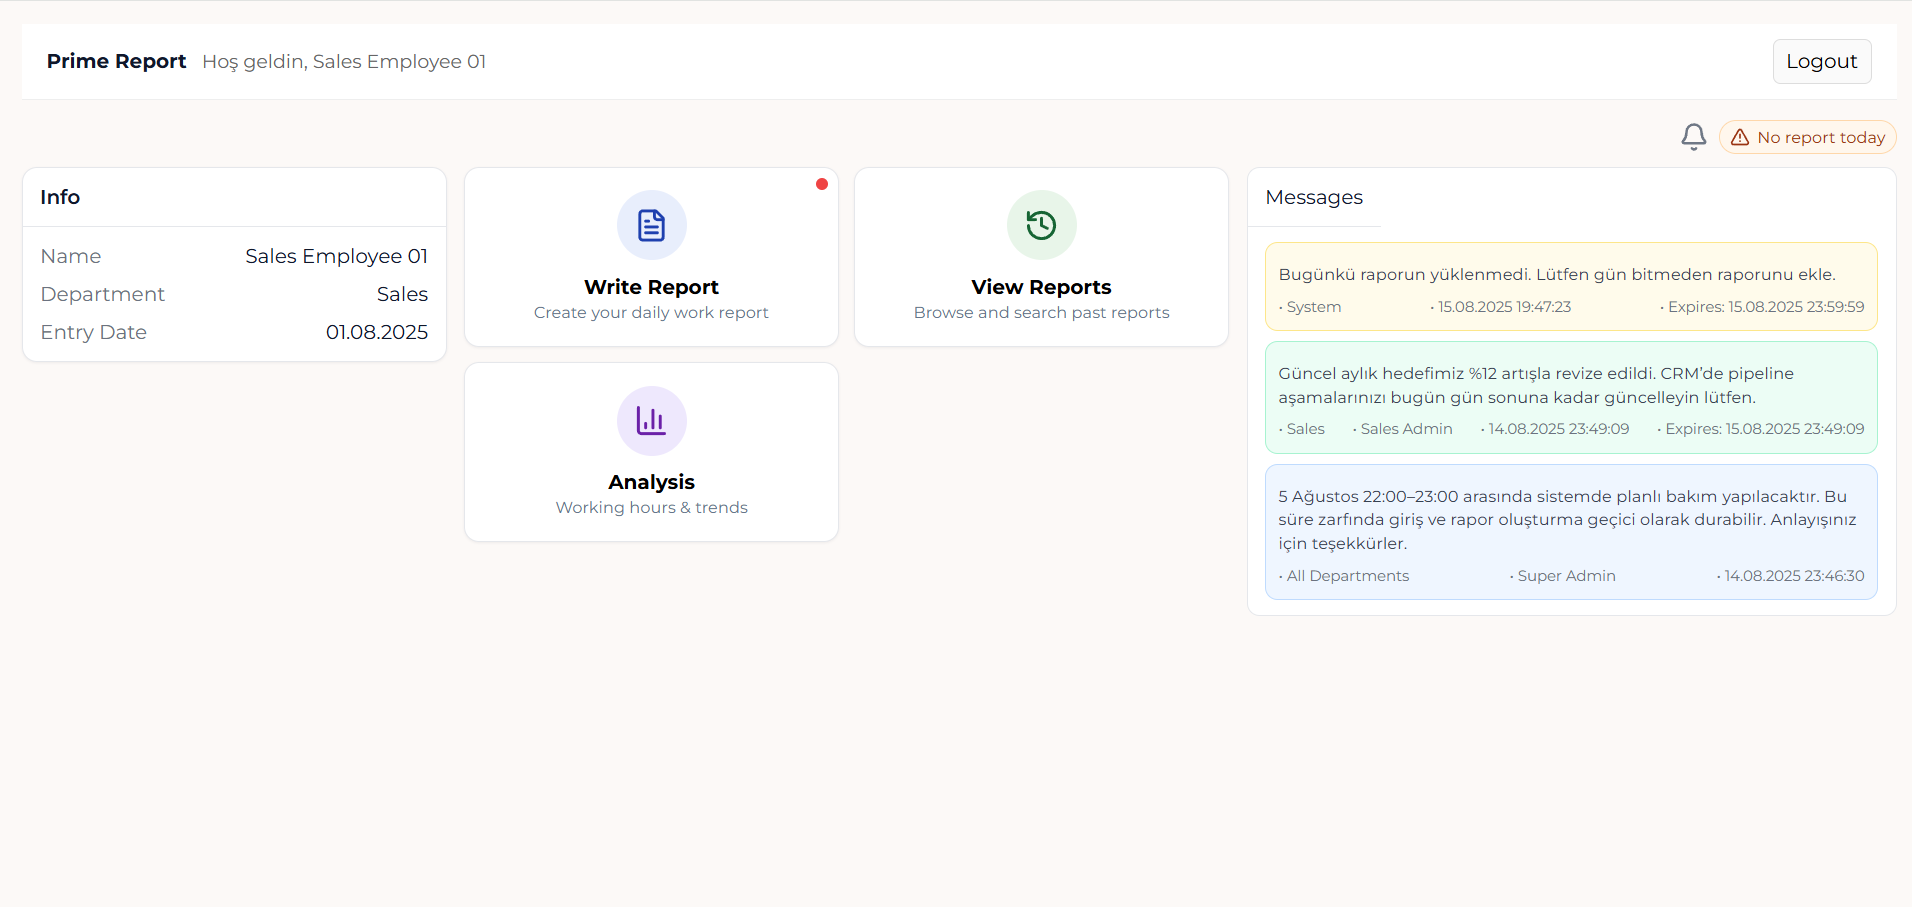 Prime Report Hoş geldin, Sales Employee 01
Logout
No report today
Info
Name Sales Employee 01
Department Sales
Entry Date 01.08.2025
Write Report
Create your daily work report
View Reports
Browse and search past reports
Analysis
Working hours & trends
Messages
Bugünkü raporun yüklenmedi. Lütfen gün bitmeden raporunu ekle.
• System • 15.08.2025 19:47:23 • Expires: 15.08.2025 23:59:59
Güncel aylık hedefimiz %12 artışla revize edildi. CRM’de pipeline
aşamalarınızı bugün gün sonuna kadar güncelleyin lütfen.
• Sales • Sales Admin • 14.08.2025 23:49:09 • Expires: 15.08.2025 23:49:09
5 Ağustos 22:00–23:00 arasında sistemde planlı bakım yapılacaktır. Bu
süre zarfında giriş ve rapor oluşturma geçici olarak durabilir. Anlayışınız
için teşekkürler.
• All Departments • Super Admin • 14.08.2025 23:46:30